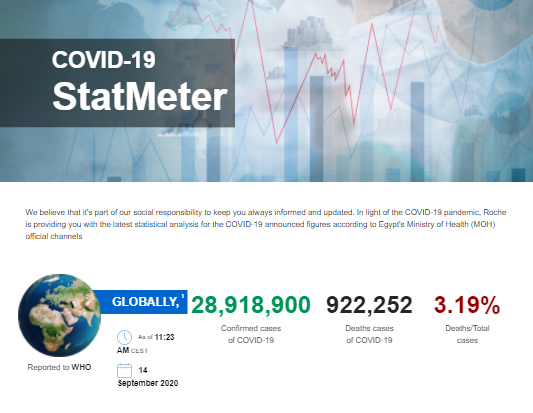 COVID-19
StatMeter
We believe that it's part of our social responsibility to keep you always informed and updated. In light of the COVID-19 pandemic, Roche
is providing you with the latest statistical analysis for the COVID-19 announced figures according to Egypt's Ministry of Health (MOH)
official channels
GLOBALLY,¹ 28,918,900 922,252 3.19%
Confirmed cases
of COVID-19
Deaths cases
of COVID-19
Deaths/Total
cases
As of 11:23
AM CEST
14
September 2020
Reported to WHO